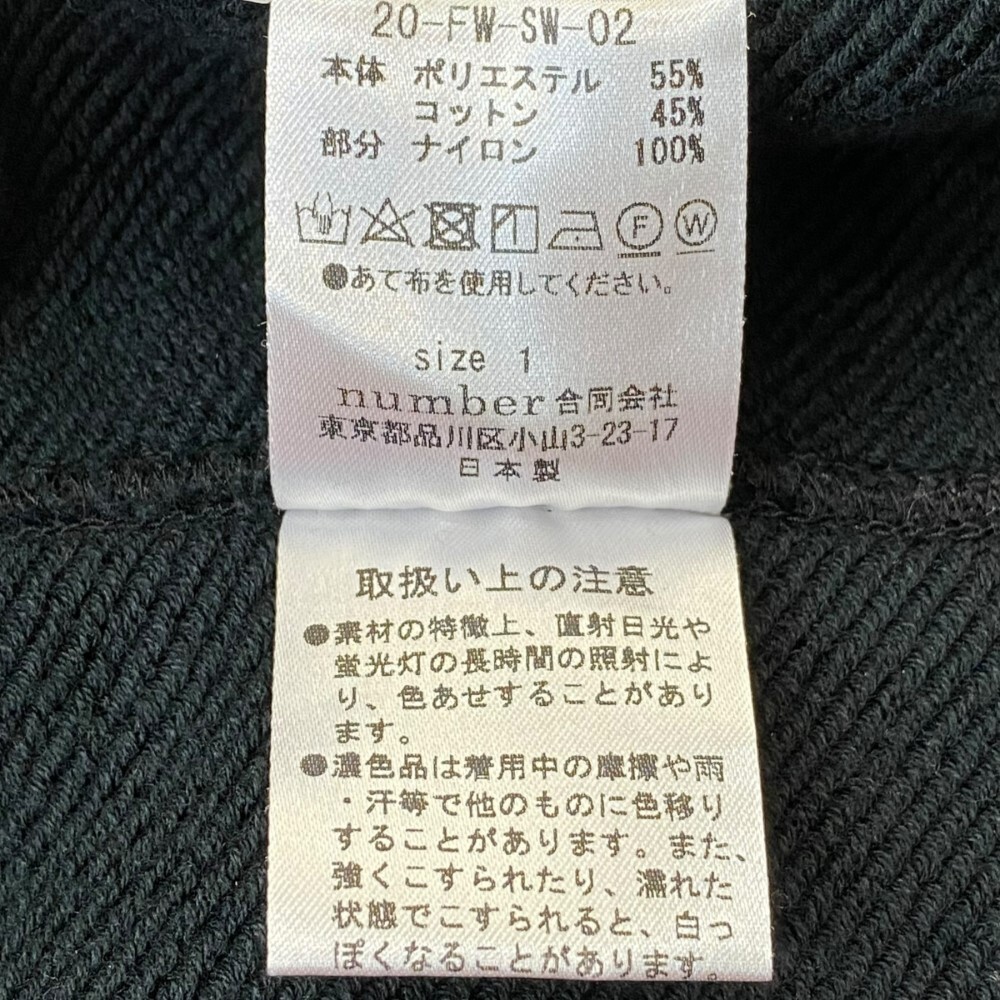 20-FW-SW-02
本体 ポリエステル 55%
コットン 45%
部分 ナイロン 100%
F W
●あて布を使用してください。
size 1
number合同会社
東京都品川区小山3-23-17
日本製
取扱い上の注意
●素材の特徴上、直射日光や
蛍光灯の長時間の照射によ
り、色あせすることがあり
ます。
●濃色品は着用中の摩擦や雨
・汗等で他のものに色移り
することがあります。また、
強くこすられたり、濡れた
状態でこすられると、白っ
ぽくなることがあります。